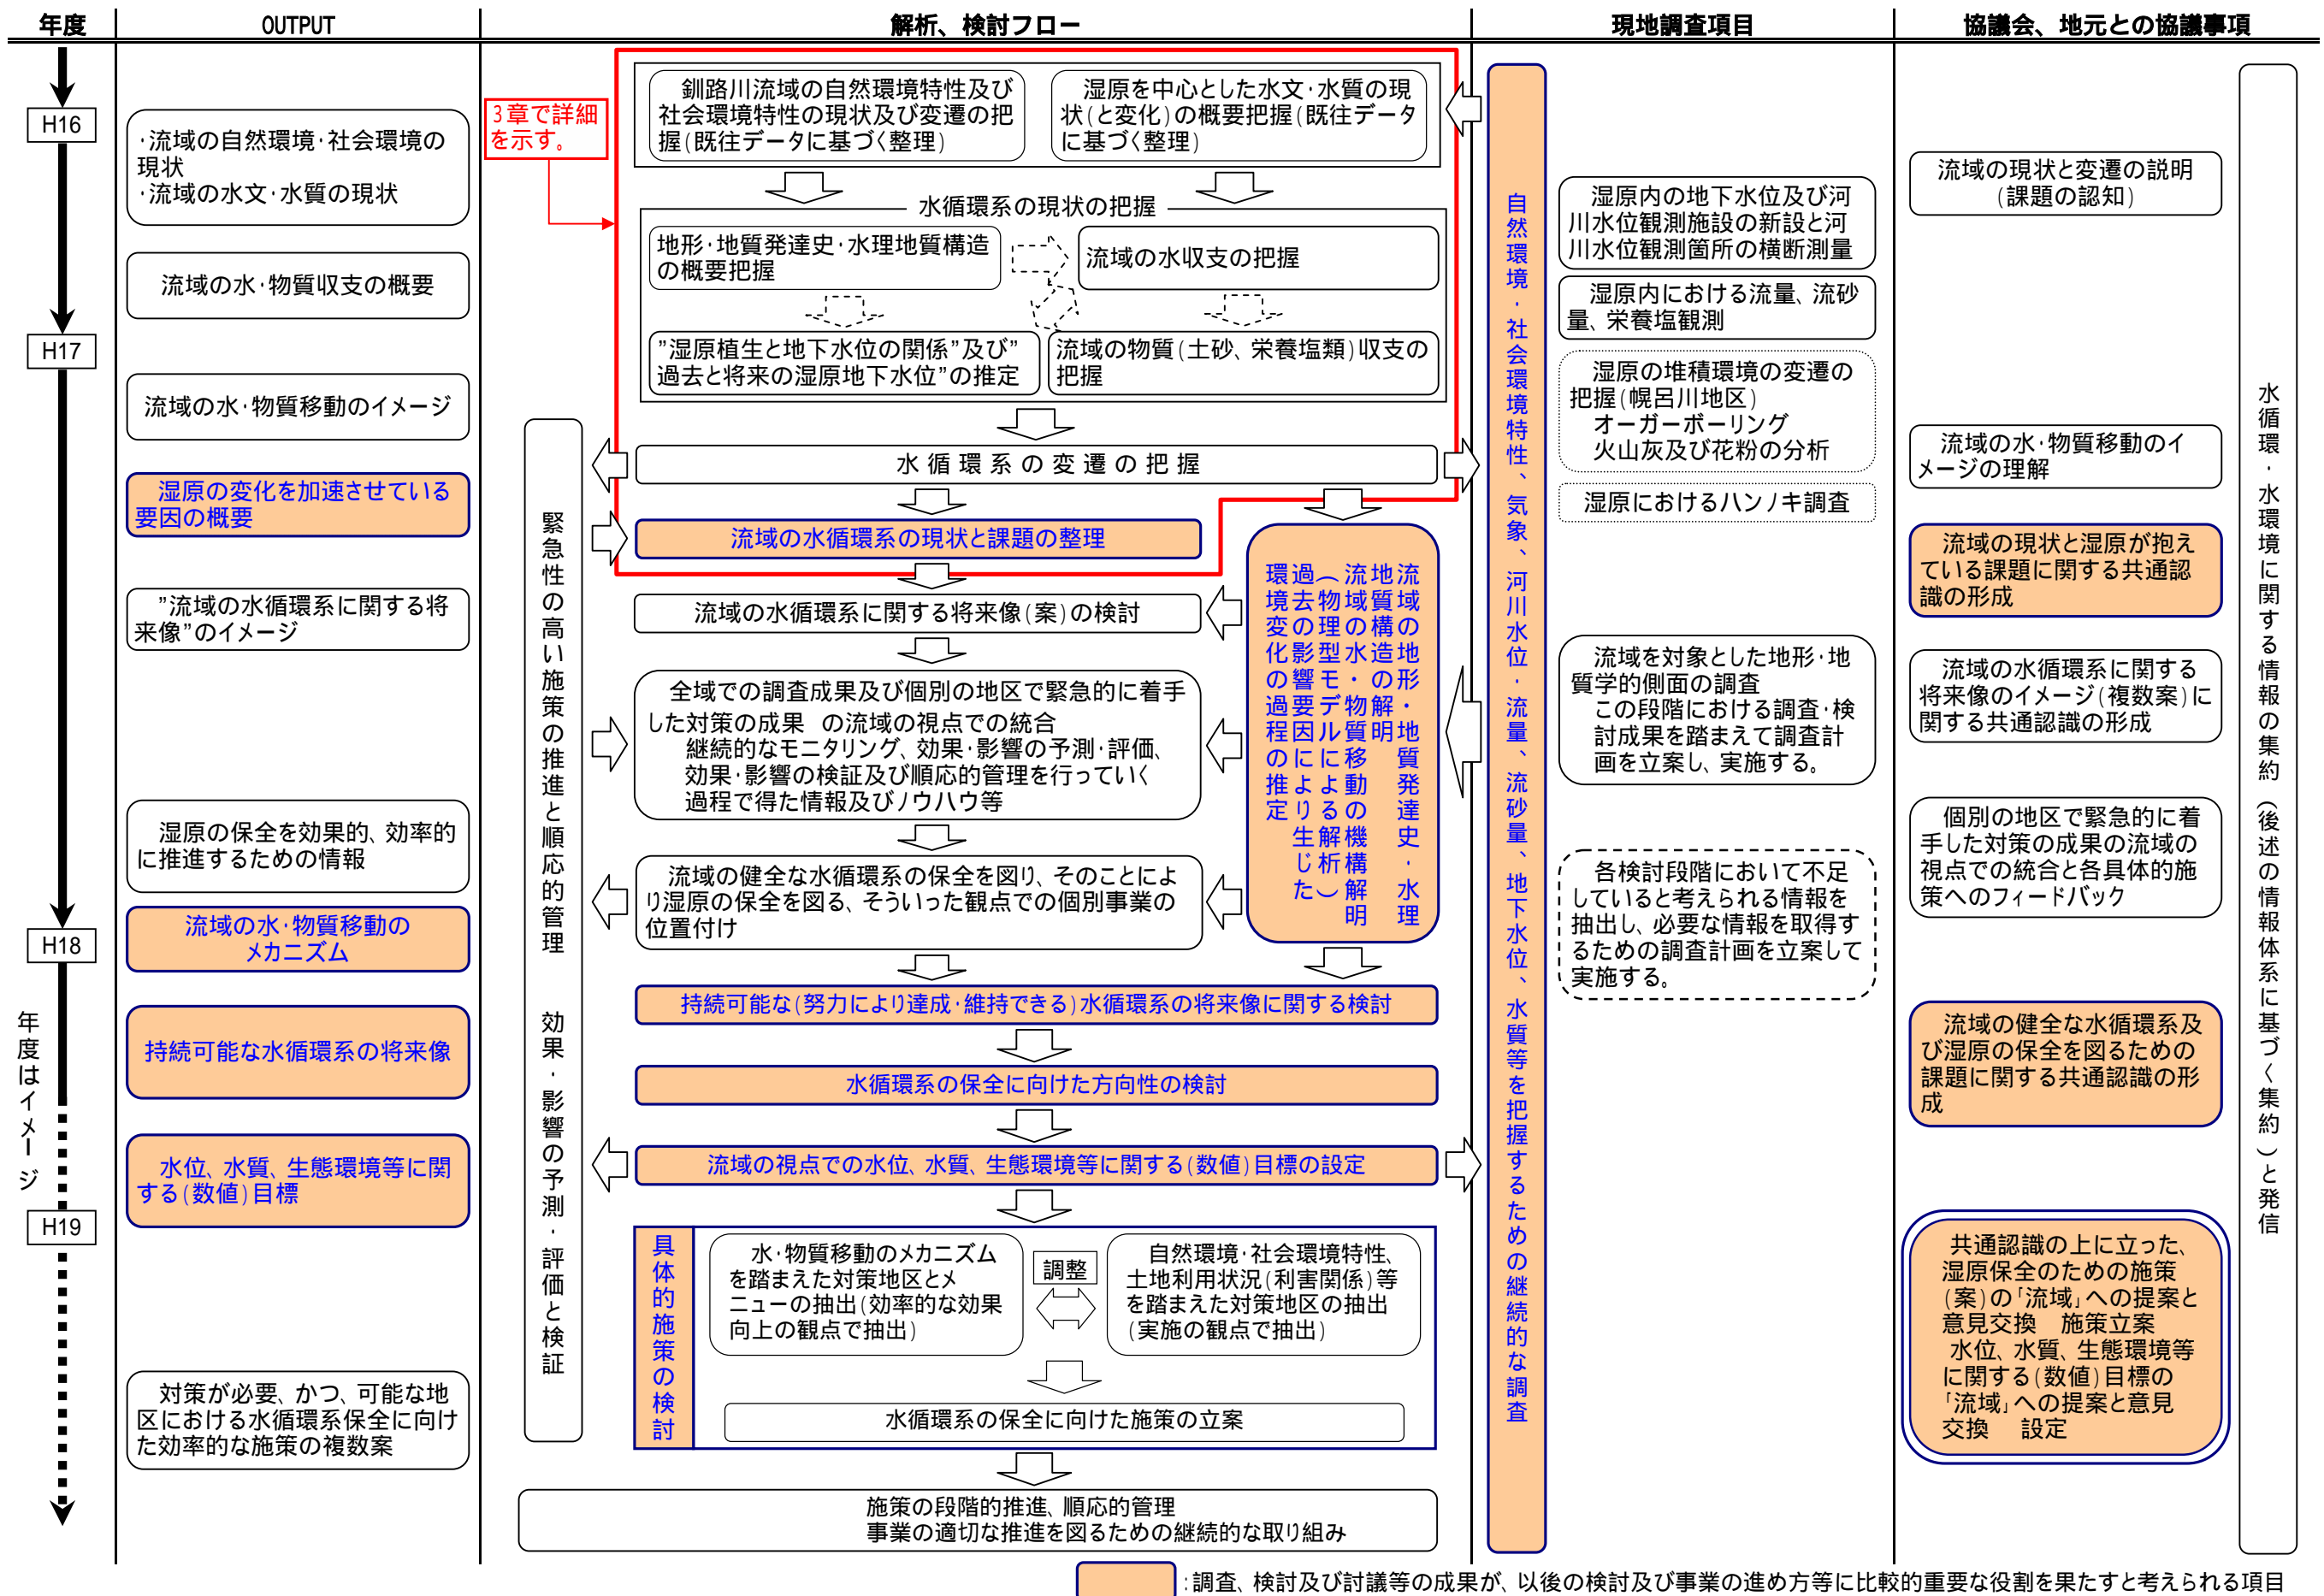 年度
OUTPUT
解析、検討フロー
現地調査項目
協議会、地元との協議事項
H16
H17
H18
年度はイメージ
H19
・流域の自然環境・社会環境の
現状
・流域の水文・水質の現状
流域の水・物質収支の概要
流域の水・物質移動のイメージ
湿原の変化を加速させている
要因の概要
”流域の水循環系に関する将
来像”のイメージ
湿原の保全を効果的、効率的
に推進するための情報
流域の水・物質移動の
メカニズム
持続可能な水循環系の将来像
水位、水質、生態環境等に関
する(数値)目標
対策が必要、かつ、可能な地
区における水循環系保全に向け
た効率的な施策の複数案
3章で詳細
を示す。
釧路川流域の自然環境特性及び
社会環境特性の現状及び変遷の把
握(既往データに基づく整理)
湿原を中心とした水文・水質の現
状(と変化)の概要把握(既往データ
に基づく整理)
水循環系の現状の把握
地形・地質発達史・水理地質構造
の概要把握
流域の水収支の把握
”湿原植生と地下水位の関係”及び”
過去と将来の湿原地下水位”の推定
流域の物質(土砂、栄養塩類)収支の
把握
水循環系の変遷の把握
流域の水循環系の現状と課題の整理
流域の水循環系に関する将来像(案)の検討
全域での調査成果及び個別の地区で緊急的に着手
した対策の成果 の流域の視点での統合
継続的なモニタリング、効果・影響の予測・評価、
効果・影響の検証及び順応的管理を行っていく
過程で得た情報及びノウハウ等
流域の健全な水循環系の保全を図り、そのことによ
り湿原の保全を図る、そういった観点での個別事業の
位置付け
緊急性の高い施策の推進と順応的管理 効果・影響の予測・評価と検証
流域の地形・地質発達史・水理
地質構造の解明
流域の水・物質移動の機構解明
(物理型モデルによる解析)
過去の影響要因により生じた
環境変化の過程の推定
持続可能な(努力により達成・維持できる)水循環系の将来像に関する検討
水循環系の保全に向けた方向性の検討
流域の視点での水位、水質、生態環境等に関する(数値)目標の設定
具体的施策の検討
水・物質移動のメカニズム
を踏まえた対策地区とメ
ニューの抽出(効率的な効果
向上の観点で抽出)
調整
自然環境・社会環境特性、
土地利用状況(利害関係)等
を踏まえた対策地区の抽出
(実施の観点で抽出)
水循環系の保全に向けた施策の立案
施策の段階的推進、順応的管理
事業の適切な推進を図るための継続的な取り組み
自然環境・社会環境特性、気象、河川水位・流量、流砂量、地下水位、水質等を把握するための継続的な調査
湿原内の地下水位及び河
川水位観測施設の新設と河
川水位観測箇所の横断測量
湿原内における流量、流砂
量、栄養塩観測
湿原の堆積環境の変遷の
把握(幌呂川地区)
オーガーボーリング
火山灰及び花粉の分析
湿原におけるハンノキ調査
流域を対象とした地形・地
質学的側面の調査
この段階における調査・検
討成果を踏まえて調査計
画を立案し、実施する。
各検討段階において不足
していると考えられる情報を
抽出し、必要な情報を取得す
るための調査計画を立案して
実施する。
流域の現状と変遷の説明
(課題の認知)
流域の水・物質移動のイ
メージの理解
流域の現状と湿原が抱え
ている課題に関する共通認
識の形成
流域の水循環系に関する
将来像のイメージ(複数案)に
関する共通認識の形成
個別の地区で緊急的に着
手した対策の成果の流域の
視点での統合と各具体的施
策へのフィードバック
流域の健全な水循環系及
び湿原の保全を図るための
課題に関する共通認識の形
成
共通認識の上に立った、
湿原保全のための施策
(案)の「流域」への提案と
意見交換 施策立案
水位、水質、生態環境等
に関する(数値)目標の
「流域」への提案と意見
交換 設定
水循環・水環境に関する情報の集約(後述の情報体系に基づく集約)と発信
:調査、検討及び討議等の成果が、以後の検討及び事業の進め方等に比較的重要な役割を果たすと考えられる項目